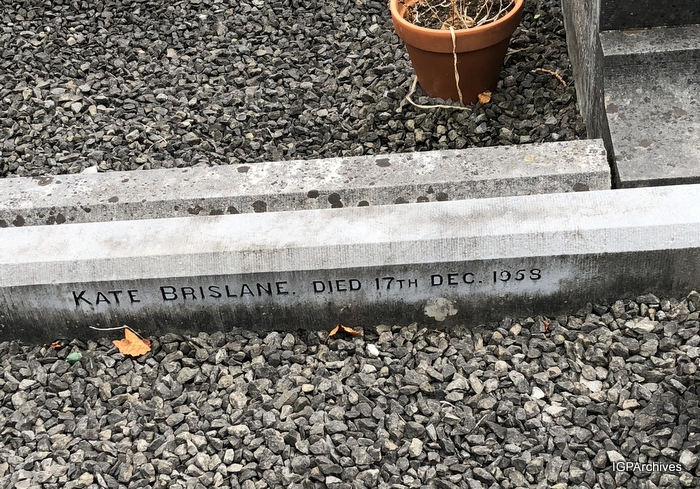 KATE BRISLANE. DIED 17TH DEC. 1958
IGPArchives